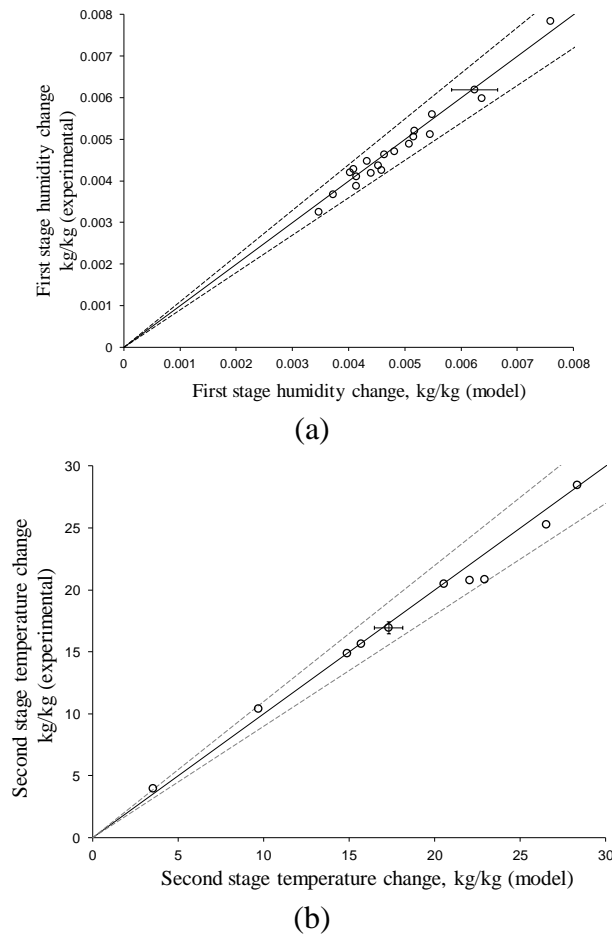 0.008
0.007
0.006
0.005
0.004
0.003
0.002
0.001
0
First stage humidity change
kg/kg (experimental)
0 0.001 0.002 0.003 0.004 0.005 0.006 0.007 0.008
First stage humidity change, kg/kg (model)
(a)
30
25
20
15
10
5
0
Second stage temperature change
kg/kg (experimental)
0 5 10 15 20 25 30
Second stage temperature change, kg/kg (model)
(b)